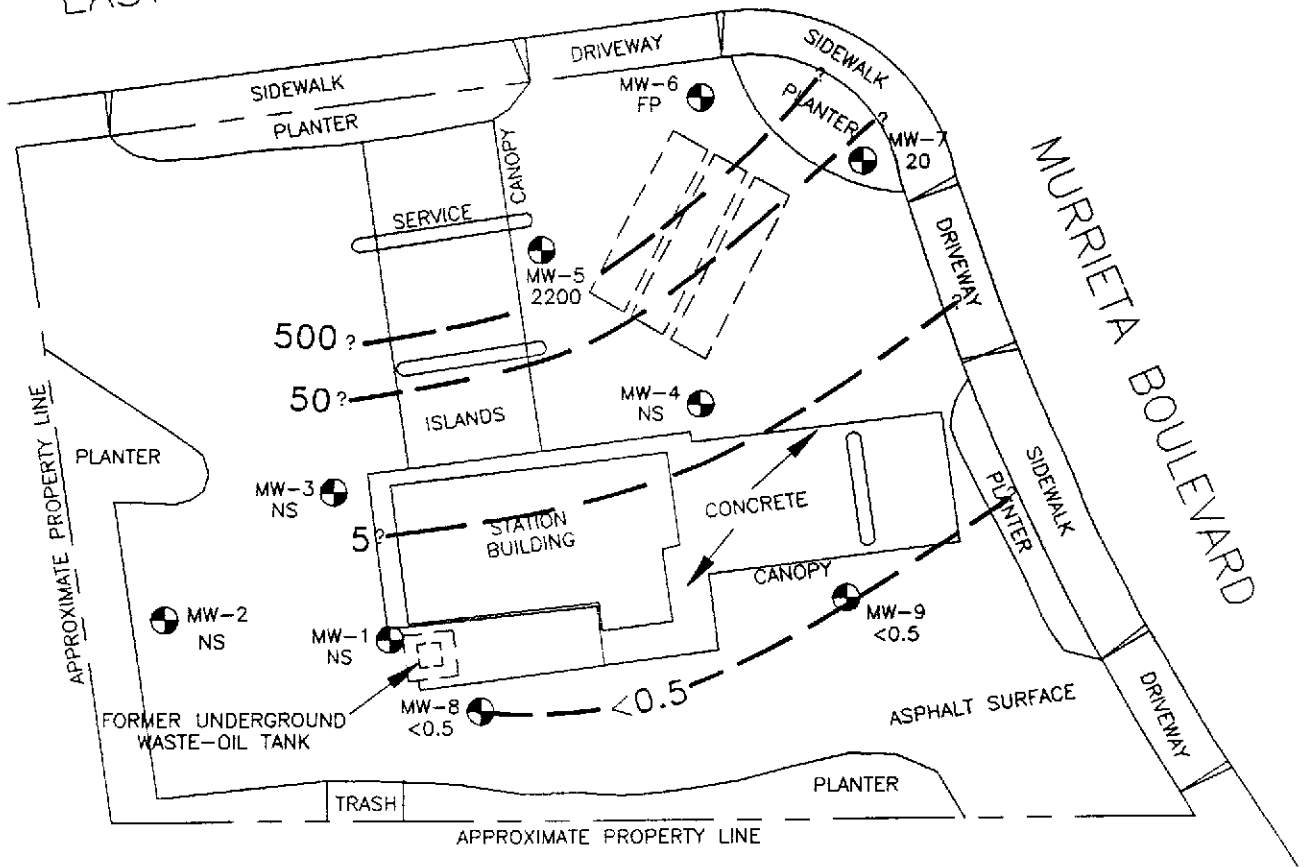 EAST
SIDEWALK
DRIVEWAY
SIDEWALK
PLANTER
CANOPY
MW-6
FP
PLANTER
?
?
MW-7
20
MURRIETA BOULEVARD
SERVICE
MW-5
2200
DRIVEWAY
?
500 ?
50 ?
ISLANDS
MW-4
NS
APPROXIMATE PROPERTY LINE
PLANTER
MW-3
NS
5 ?
STATION
BUILDING
CONCRETE
?
PLANTER
SIDEWALK
CANOPY
MW-2
NS
MW-1
NS
MW-9
<0.5
FORMER UNDERGROUND
WASTE-OIL TANK
MW-8
<0.5
<0.5
ASPHALT SURFACE
DRIVEWAY
TRASH
PLANTER
APPROXIMATE PROPERTY LINE